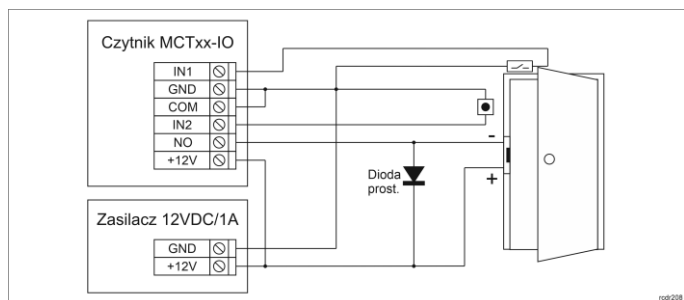 Czytnik MCTxx-IO
IN1
GND
COM
IN2
NO
+12V
-
+
Dioda
prost.
Zasilacz 12VDC/1A
GND
+12V
rcdr208